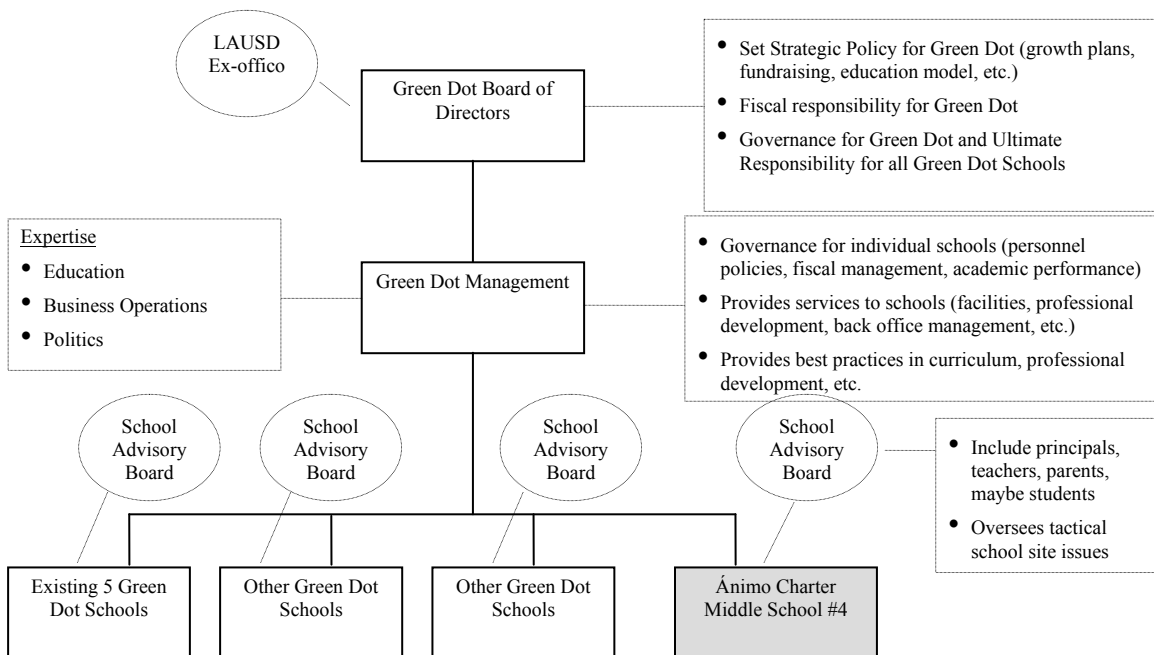 LAUSD
Ex-offico
Green Dot Board of
Directors
• Set Strategic Policy for Green Dot (growth plans,
fundraising, education model, etc.)
• Fiscal responsibility for Green Dot
• Governance for Green Dot and Ultimate
Responsibility for all Green Dot Schools
Expertise
• Education
• Business Operations
• Politics
Green Dot Management
• Governance for individual schools (personnel
policies, fiscal management, academic performance)
• Provides services to schools (facilities, professional
development, back office management, etc.)
• Provides best practices in curriculum, professional
development, etc.
School
Advisory
Board
School
Advisory
Board
School
Advisory
Board
School
Advisory
Board
• Include principals,
teachers, parents,
maybe students
• Oversees tactical
school site issues
Existing 5 Green
Dot Schools
Other Green Dot
Schools
Other Green Dot
Schools
Ánimo Charter
Middle School #4